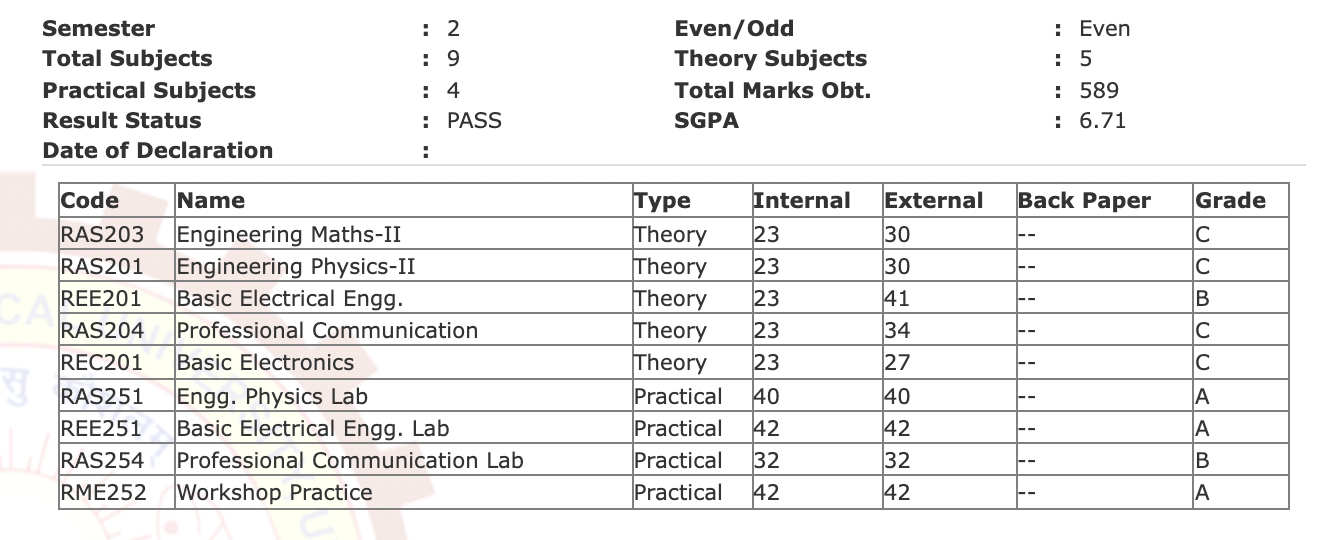 Semester : 2 Even/Odd : Even
Total Subjects : 9 Theory Subjects : 5
Practical Subjects : 4 Total Marks Obt. : 589
Result Status : PASS SGPA : 6.71
Date of Declaration :
Code Name Type Internal External Back Paper Grade
RAS203 Engineering Maths-II Theory 23 30 -- C
RAS201 Engineering Physics-II Theory 23 30 -- C
REE201 Basic Electrical Engg. Theory 23 41 -- B
RAS204 Professional Communication Theory 23 34 -- C
REC201 Basic Electronics Theory 23 27 -- C
RAS251 Engg. Physics Lab Practical 40 40 -- A
REE251 Basic Electrical Engg. Lab Practical 42 42 -- A
RAS254 Professional Communication Lab Practical 32 32 -- B
RME252 Workshop Practice Practical 42 42 -- A